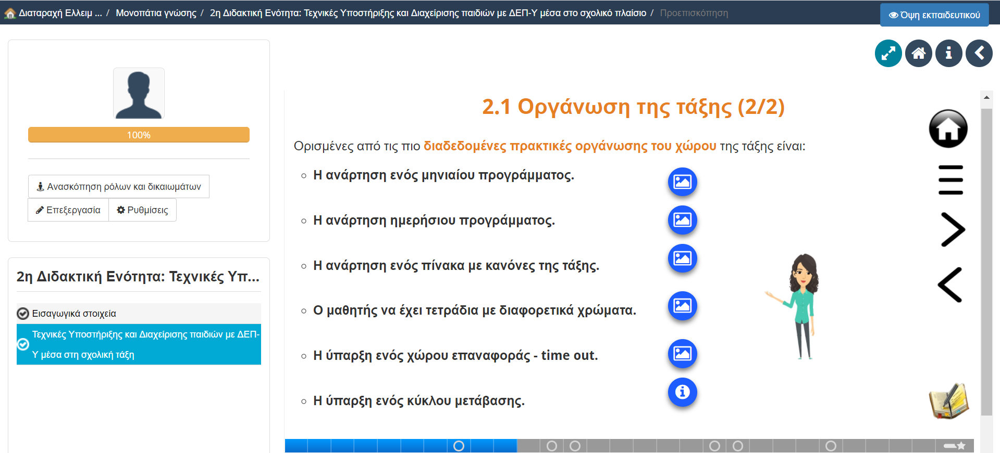 Διαταραχή Ελλειμ ... / Μονοπάτια γνώσης / 2η Διδακτική Ενότητα: Τεχνικές Υποστήριξης και Διαχείρισης παιδιών με ΔΕΠ-Υ μέσα στο σχολικό πλαίσιο / Προεπισκόπηση
Όψη εκπαιδευτικού
100%
Ανασκόπηση ρόλων και δικαιωμάτων
Επεξεργασία
Ρυθμίσεις
2η Διδακτική Ενότητα: Τεχνικές Υπ...
Εισαγωγικά στοιχεία
Τεχνικές Υποστήριξης και Διαχείρισης παιδιών με ΔΕΠ-
Υ μέσα στη σχολική τάξη
2.1 Οργάνωση της τάξης (2/2)
Ορισμένες από τις πιο διαδεδομένες πρακτικές οργάνωσης του χώρου της τάξης είναι:
Η ανάρτηση ενός μηνιαίου προγράμματος.
Η ανάρτηση ημερήσιου προγράμματος.
Η ανάρτηση ενός πίνακα με κανόνες της τάξης.
Ο μαθητής να έχει τετράδια με διαφορετικά χρώματα.
Η ύπαρξη ενός χώρου επαναφοράς - time out.
Η ύπαρξη ενός κύκλου μετάβασης.